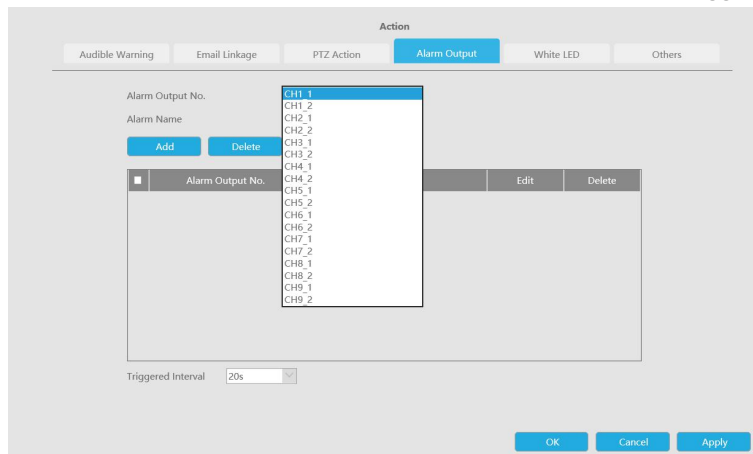 Action
Audible Warning Email Linkage PTZ Action Alarm Output White LED Others
Alarm Output No.
CH1_1
CH1_2
Alarm Name
CH2_1
CH2_2
Add Delete
CH3_1
CH3_2
CH4_1
Alarm Output No. CH4_2 Edit Delete
CH5_1
CH5_2
CH6_1
CH6_2
CH7_1
CH7_2
CH8_1
CH8_2
CH9_1
CH9_2
Triggered Interval 20s
OK Cancel Apply